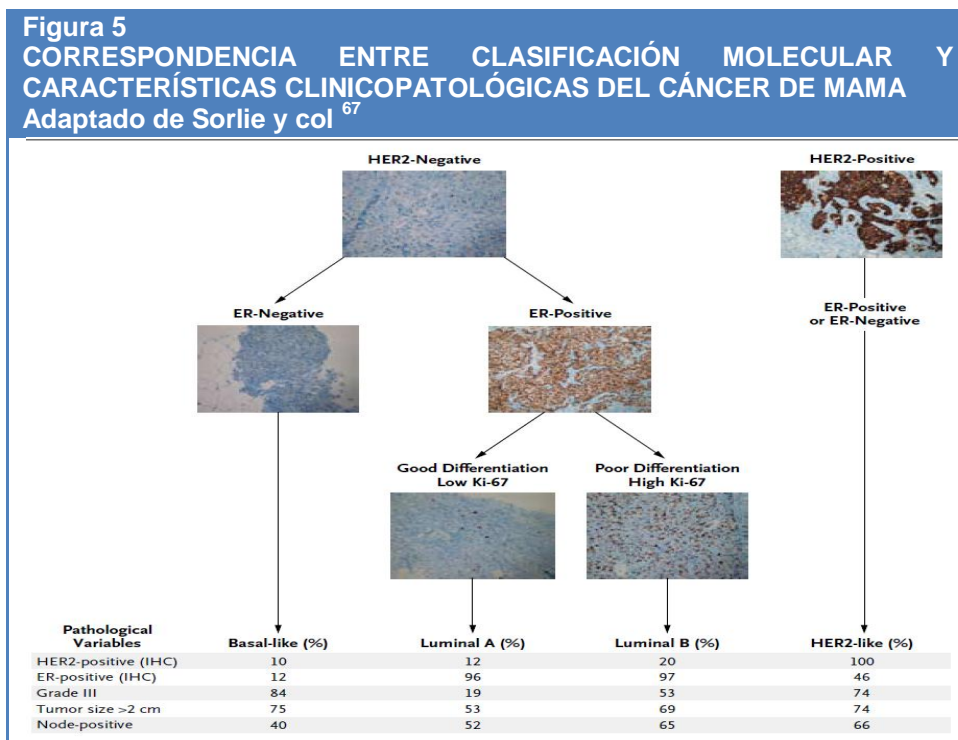 Figura 5
CORRESPONDENCIA ENTRE CLASIFICACIÓN MOLECULAR Y
CARACTERÍSTICAS CLINICOPATOLÓGICAS DEL CÁNCER DE MAMA
Adaptado de Sorlie y col 67
HER2-Negative HER2-Positive
ER-Negative ER-Positive ER-Positive
or ER-Negative
Good Differentiation Poor Differentiation
Low Ki-67 High Ki-67
Pathological
Variables Basal-like (%) Luminal A (%) Luminal B (%) HER2-like (%)
HER2-positive (IHC) 10 12 20 100
ER-positive (IHC) 12 96 97 46
Grade III 84 19 53 74
Tumor size >2 cm 75 53 69 74
Node-positive 40 52 65 66